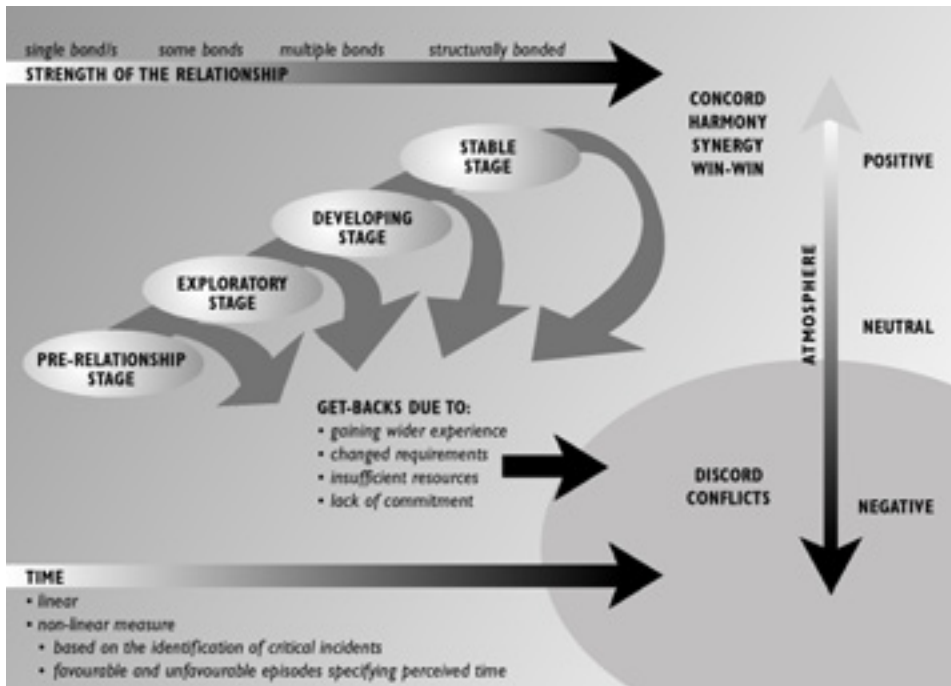 single bond/s some bonds multiple bonds structurally bonded
STRENGTH OF THE RELATIONSHIP
CONCORD
HARMONY
SYNERGY
WIN-WIN
POSITIVE
STABLE
STAGE
DEVELOPING
STAGE
EXPLORATORY
STAGE
PRE-RELATIONSHIP
STAGE
ATMOSPHERE
NEUTRAL
GET-BACKS DUE TO:
• gaining wider experience
• changed requirements
• insufficient resources
• lack of commitment
DISCORD
CONFLICTS
NEGATIVE
TIME
• linear
• non-linear measure
• based on the identification of critical incidents
• favourable and unfavourable episodes specifying perceived time